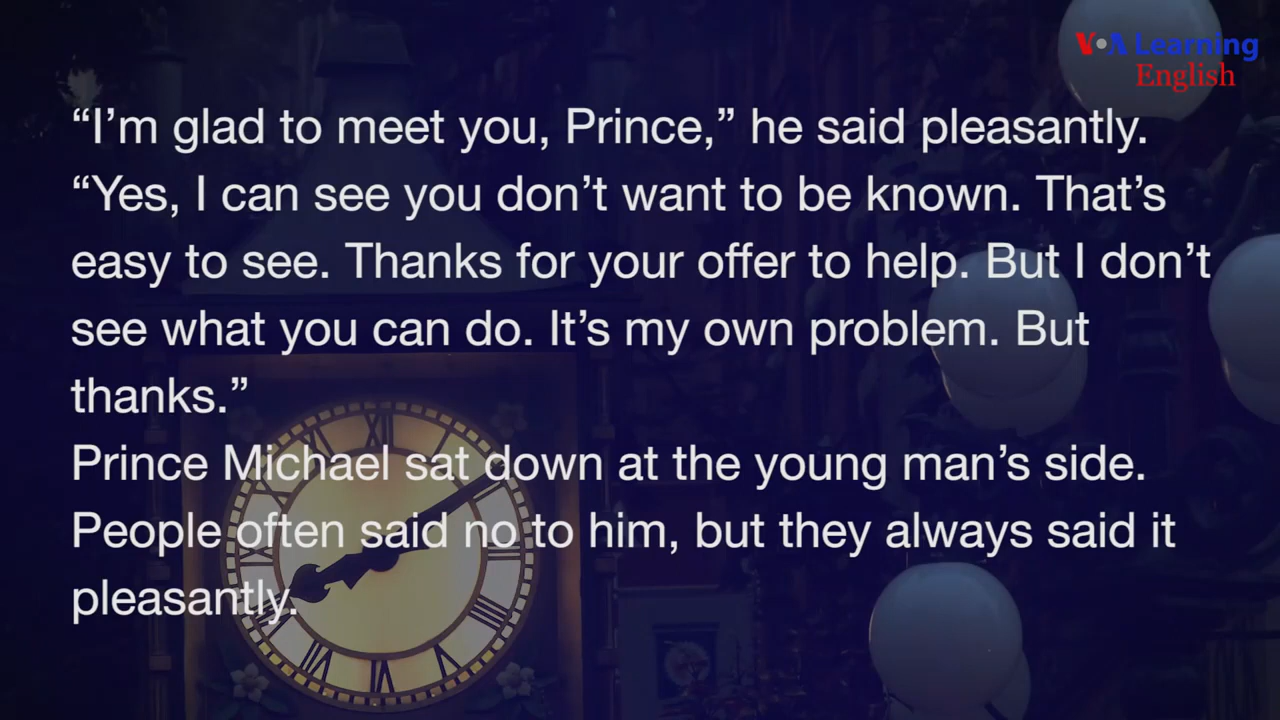 VOA Learning
English
“I’m glad to meet you, Prince,” he said pleasantly.
“Yes, I can see you don’t want to be known. That’s
easy to see. Thanks for your offer to help. But I don’t
see what you can do. It’s my own problem. But
thanks.”
Prince Michael sat down at the young man’s side.
People often said no to him, but they always said it
pleasantly.